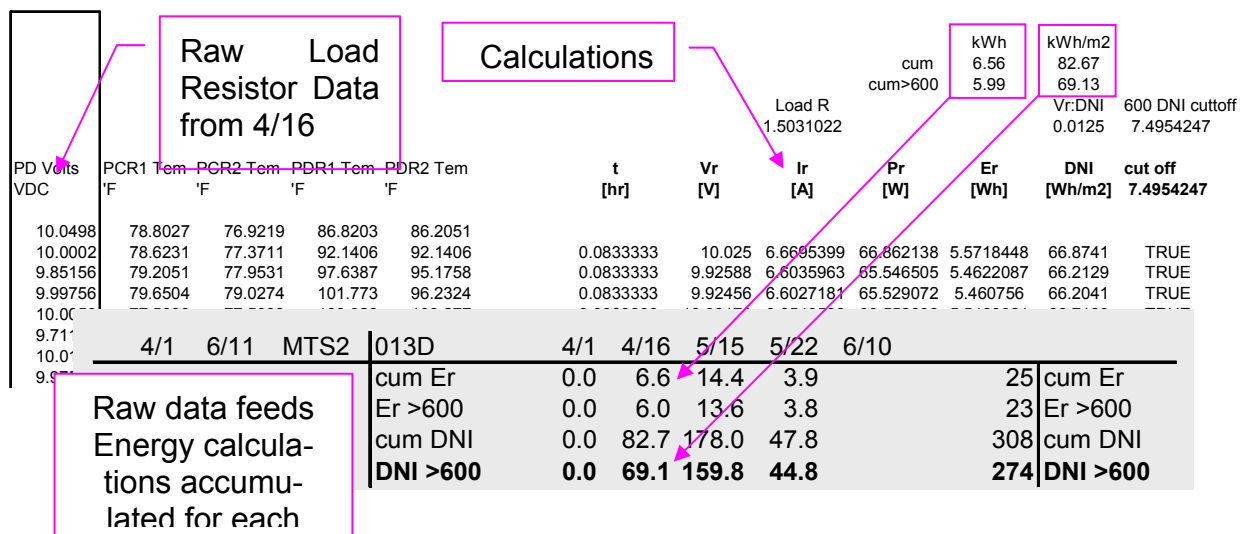 Raw Load
Resistor Data
from 4/16
Calculations
kWh kWh/m2
cum 6.56 82.67
cum>600 5.99 69.13
Load R Vr:DNI 600 DNI cuttoff
1.5031022 0.0125 7.4954247
PD Volts PCR1 Tem PCR2 Tem PDR1 Tem PDR2 Tem t Vr Ir Pr Er DNI cut off
VDC 'F 'F 'F 'F [hr] [V] [A] [W] [Wh] [Wh/m2] 7.4954247
10.0498 78.8027 76.9219 86.8203 86.2051
10.0002 78.6231 77.3711 92.1406 92.1406 0.0833333 10.025 6.6695399 66.862138 5.5718448 66.8741 TRUE
9.85156 79.2051 77.9531 97.6387 95.1758 0.0833333 9.92588 6.6035963 65.546505 5.4622087 66.2129 TRUE
9.99756 79.6504 79.0274 101.773 96.2324 0.0833333 9.92456 6.6027181 65.529072 5.460756 66.2041 TRUE
4/1 6/11 MTS2 013D 4/1 4/16 5/15 5/22 6/10
cum Er 0.0 6.6 14.4 3.9 25 cum Er
Er >600 0.0 6.0 13.6 3.8 23 Er >600
cum DNI 0.0 82.7 178.0 47.8 308 cum DNI
DNI >600 0.0 69.1 159.8 44.8 274 DNI >600
Raw data feeds
Energy calcula-
tions accumu-
lated for each